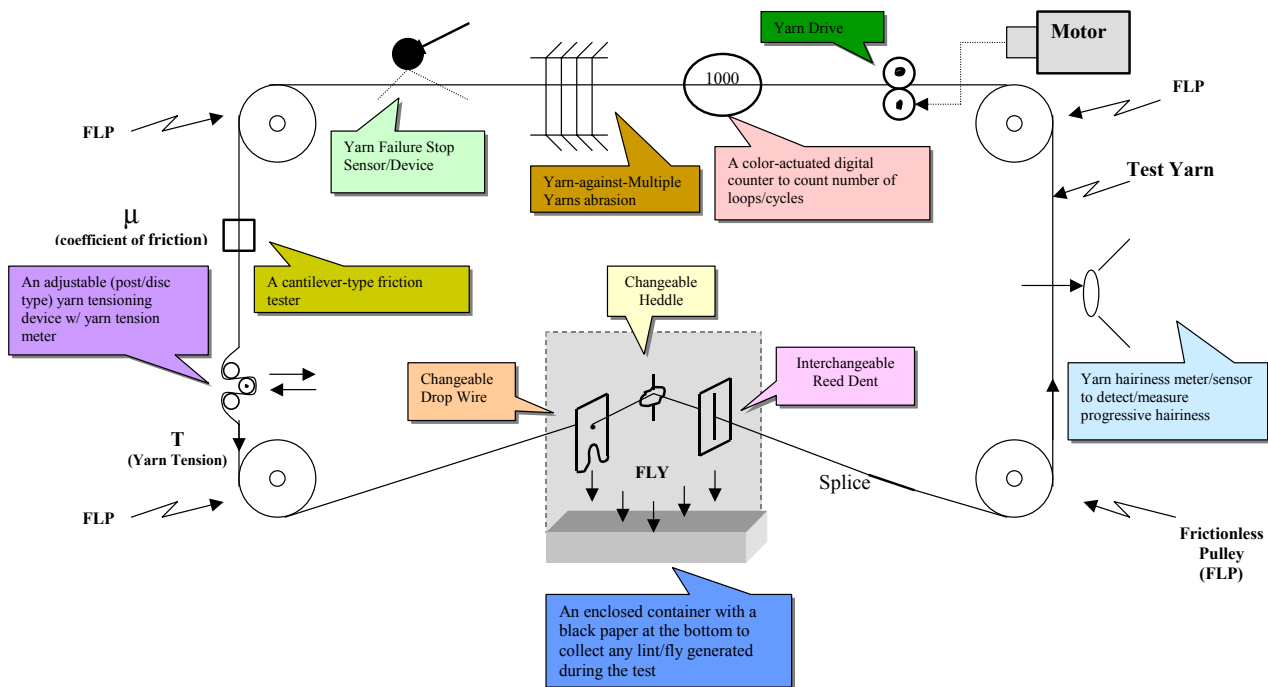 Yarn Drive
Motor
1000
FLP
FLP
Yarn Failure Stop
Sensor/Device
Yarn-against-Multiple
Yarns abrasion
A color-actuated digital
counter to count number of
loops/cycles
Test Yarn
μ
(coefficient of friction)
An adjustable (post/disc
type) yarn tensioning
device w/ yarn tension
meter
A cantilever-type friction
tester
Changeable
Heddle
Changeable
Drop Wire
Interchangeable
Reed Dent
Yarn hairiness meter/sensor
to detect/measure
progressive hairiness
T
(Yarn Tension)
FLY
Splice
FLP
Frictionless
Pulley
(FLP)
An enclosed container with a
black paper at the bottom to
collect any lint/fly generated
during the test